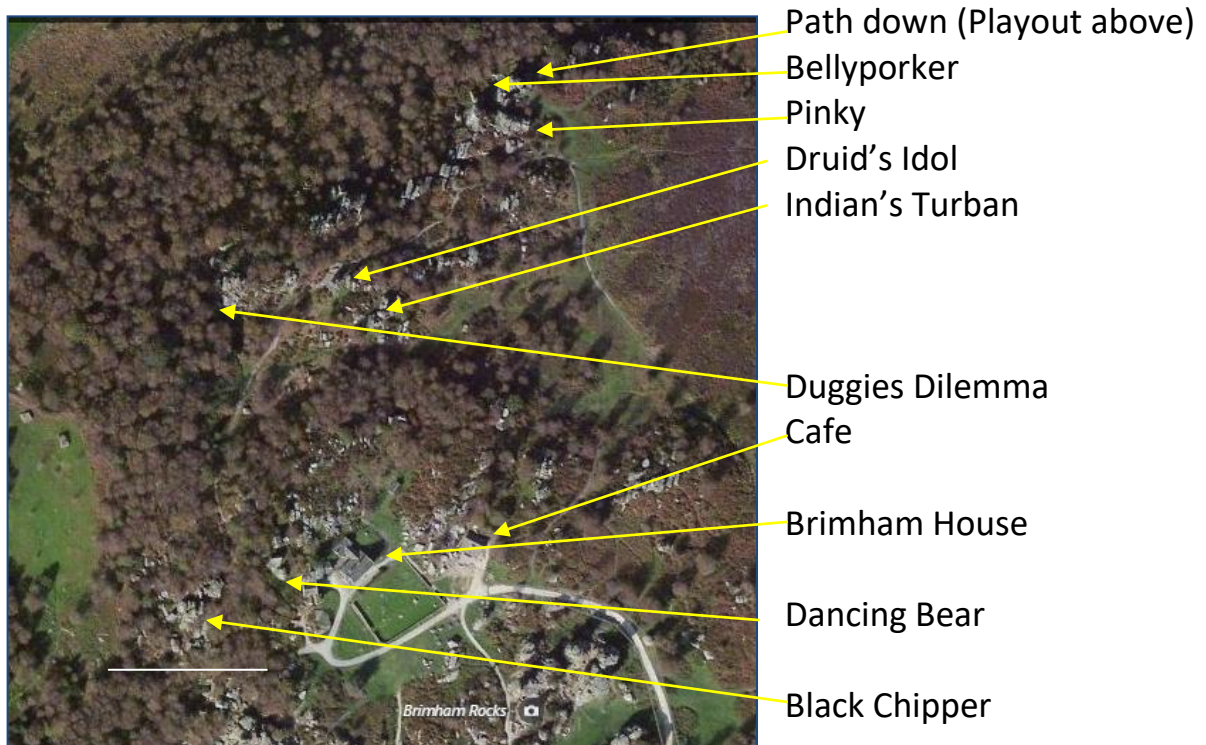 Path down (Playout above)
Bellyporker
Pinky
Druid’s Idol
Indian’s Turban
Duggies Dilemma
Cafe
Brimham House
Dancing Bear
Black Chipper
Brimham Rocks